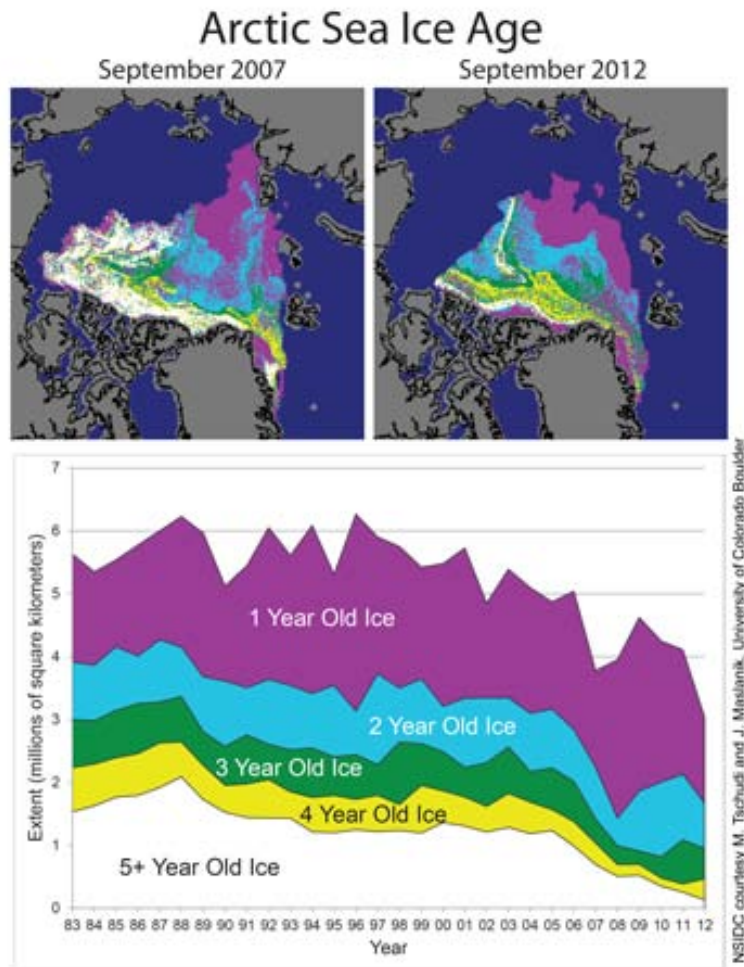 Arctic Sea Ice Age
September 2007
September 2012
7
6
5
4
3
2
1
0
Extent (millions of square kilometers)
1 Year Old Ice
2 Year Old Ice
3 Year Old Ice
4 Year Old Ice
5+ Year Old Ice
83 84 85 86 87 88 89 90 91 92 93 94 95 96 97 98 99 00 01 02 03 04 05 06 07 08 09 10 11 12
Year
NSIDC courtesy M. Tschudi and J. Maslanik, University of Colorado Boulder